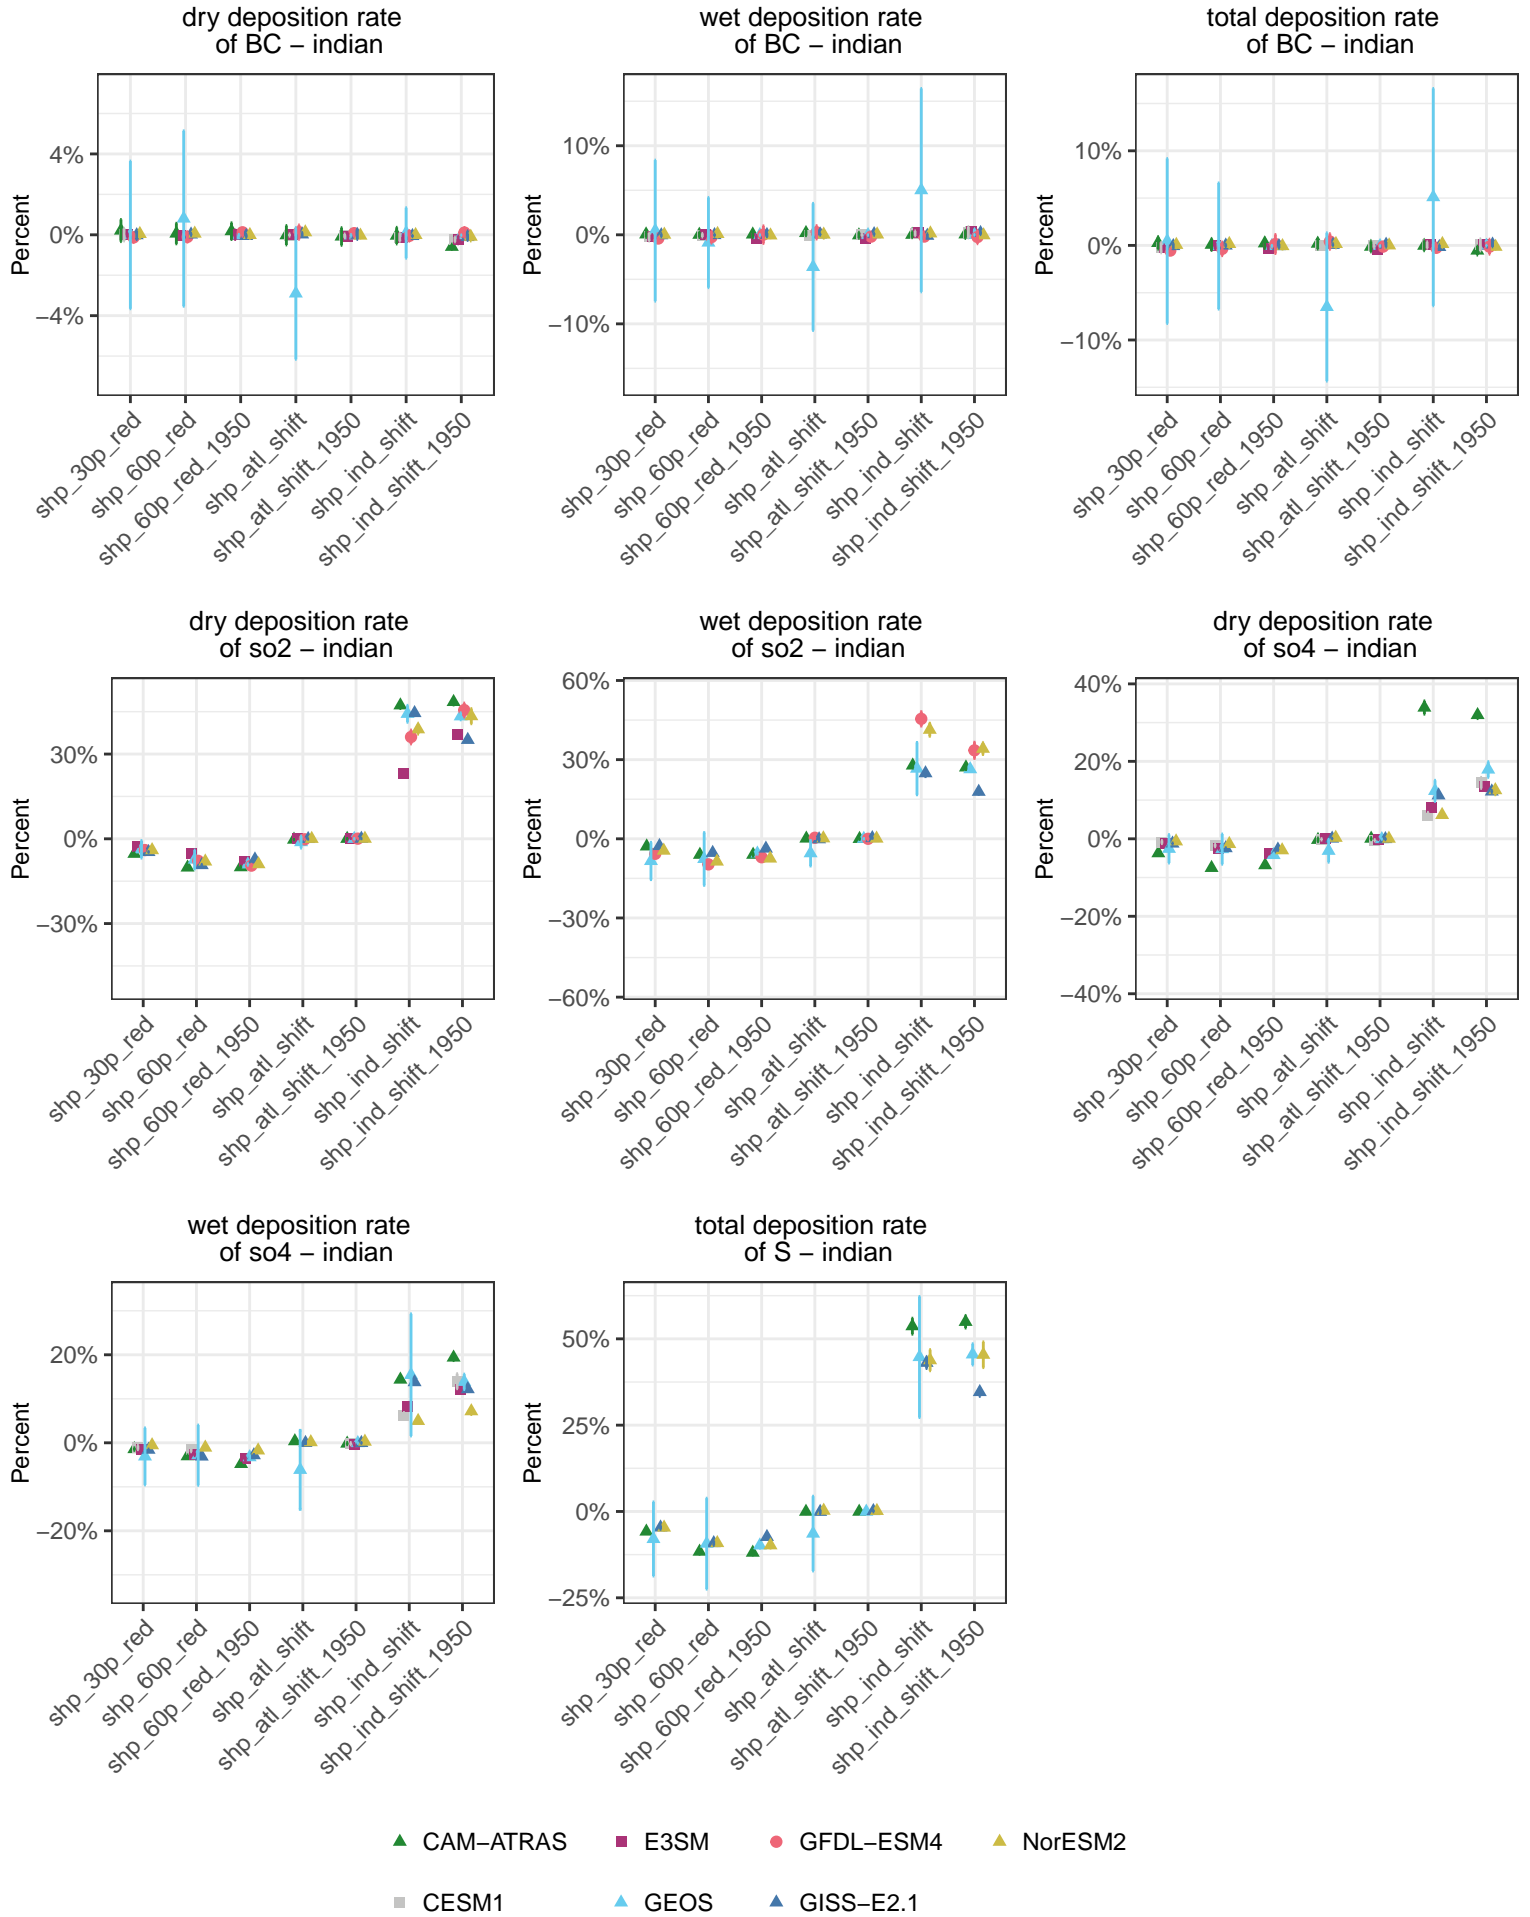 dry deposition rate
of BC − indian
wet deposition rate
of BC − indian
total deposition rate
of BC − indian
Percent
4%
0%
−4%
shp_30p_red
shp_60p_red
shp_60p_red_1950
shp_atl_shift
shp_atl_shift_1950
shp_ind_shift
shp_ind_shift_1950
Percent
10%
0%
−10%
shp_30p_red
shp_60p_red
shp_60p_red_1950
shp_atl_shift
shp_atl_shift_1950
shp_ind_shift
shp_ind_shift_1950
Percent
10%
0%
−10%
shp_30p_red
shp_60p_red
shp_60p_red_1950
shp_atl_shift
shp_atl_shift_1950
shp_ind_shift
shp_ind_shift_1950
dry deposition rate
of so2 − indian
wet deposition rate
of so2 − indian
dry deposition rate
of so4 − indian
Percent
30%
0%
−30%
shp_30p_red
shp_60p_red
shp_60p_red_1950
shp_atl_shift
shp_atl_shift_1950
shp_ind_shift
shp_ind_shift_1950
Percent
60%
30%
0%
−30%
−60%
shp_30p_red
shp_60p_red
shp_60p_red_1950
shp_atl_shift
shp_atl_shift_1950
shp_ind_shift
shp_ind_shift_1950
Percent
40%
20%
0%
−20%
−40%
shp_30p_red
shp_60p_red
shp_60p_red_1950
shp_atl_shift
shp_atl_shift_1950
shp_ind_shift
shp_ind_shift_1950
wet deposition rate
of so4 − indian
total deposition rate
of S − indian
Percent
20%
0%
−20%
shp_30p_red
shp_60p_red
shp_60p_red_1950
shp_atl_shift
shp_atl_shift_1950
shp_ind_shift
shp_ind_shift_1950
Percent
50%
25%
0%
−25%
shp_30p_red
shp_60p_red
shp_60p_red_1950
shp_atl_shift
shp_atl_shift_1950
shp_ind_shift
shp_ind_shift_1950
CAM−ATRAS
E3SM
GFDL−ESM4
NorESM2
CESM1
GEOS
GISS−E2.1